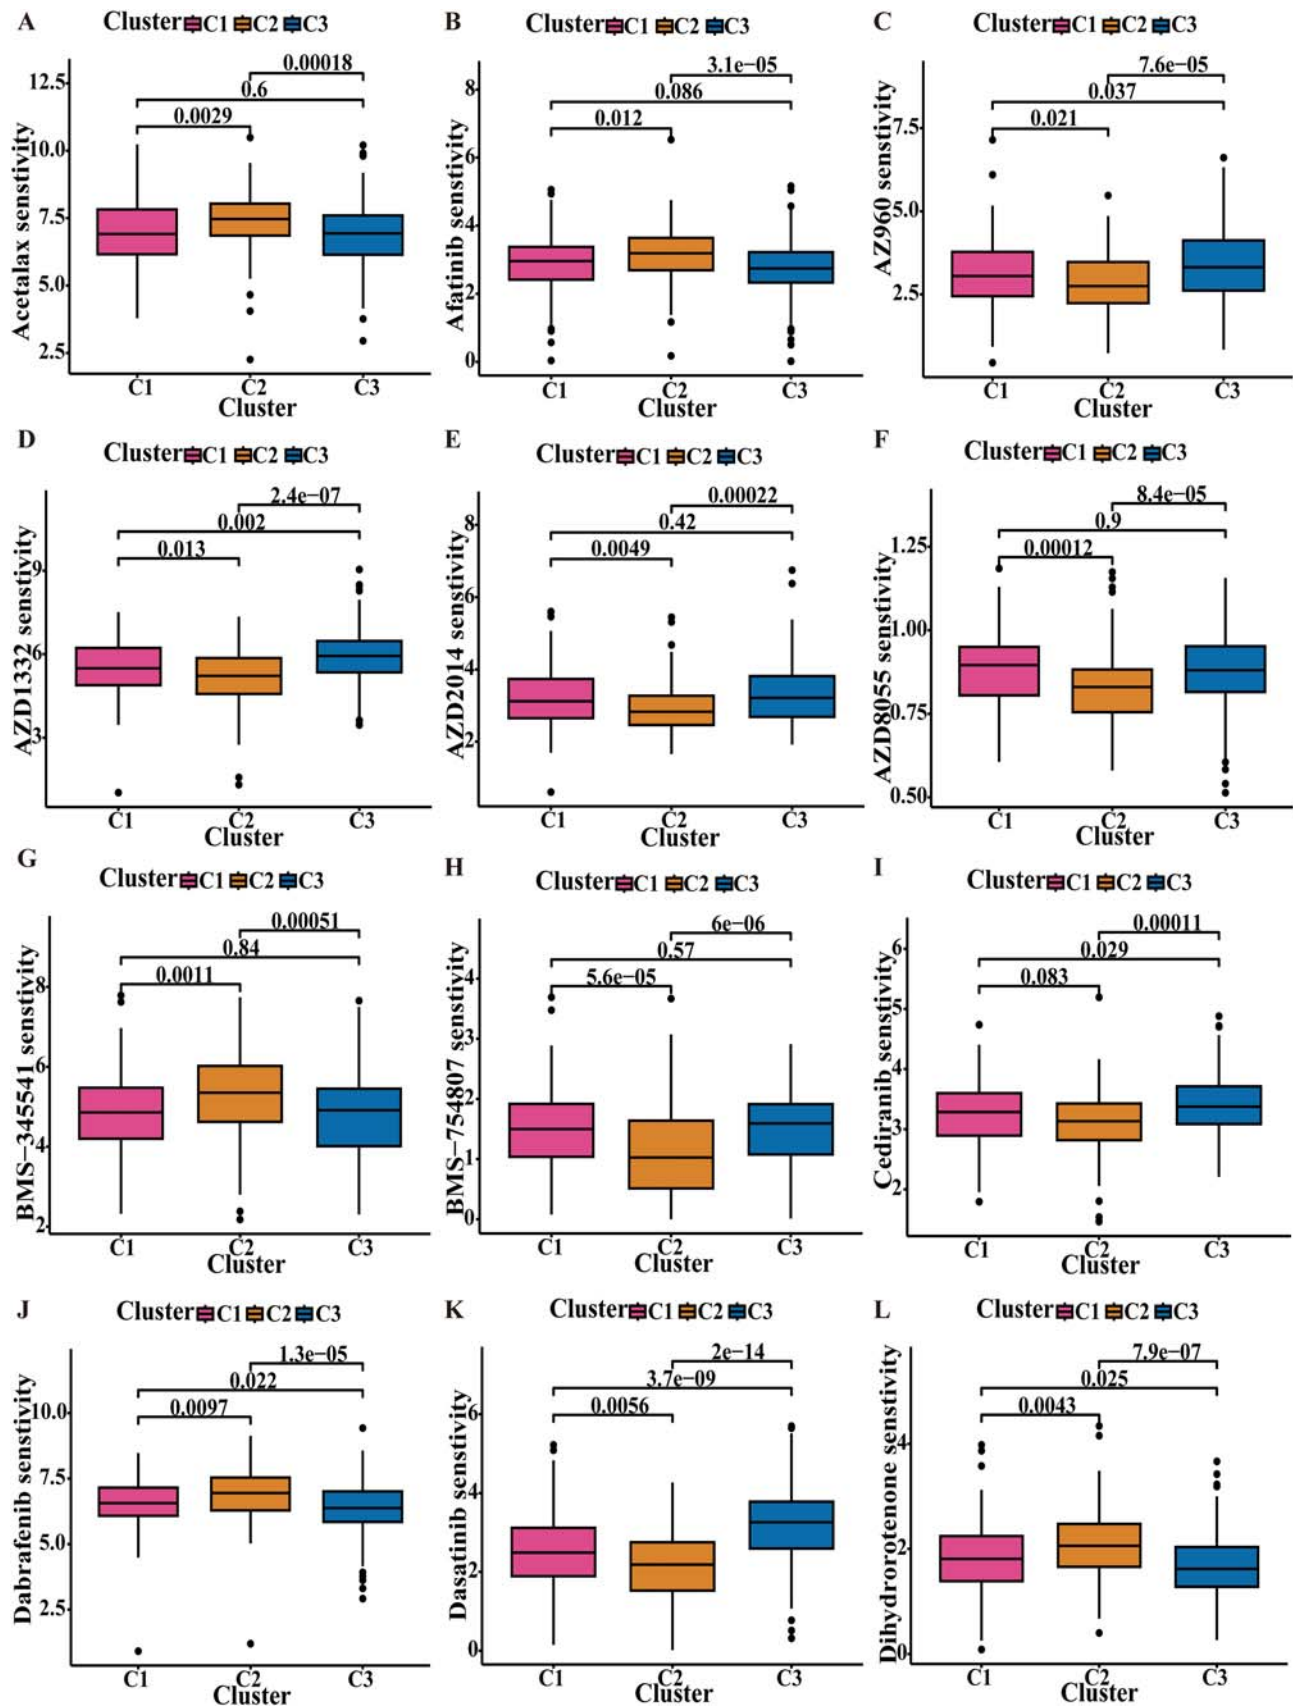 A
Cluster C1 C2 C3
0.00018
0.6
0.0029
12.5
10.0
7.5
5.0
2.5
Acetalax senstivity
C1 C2 C3
Cluster
B
Cluster C1 C2 C3
3.1e−05
0.086
0.012
8
6
4
2
0
Afatinib senstivity
C1 C2 C3
Cluster
C
Cluster C1 C2 C3
7.6e−05
0.037
0.021
7.5
5.0
2.5
AZ960 senstivity
C1 C2 C3
Cluster
D
Cluster C1 C2 C3
2.4e−07
0.002
0.013
9
6
3
AZD1332 senstivity
C1 C2 C3
Cluster
E
Cluster C1 C2 C3
0.00022
0.42
0.0049
8
6
4
2
AZD2014 senstivity
C1 C2 C3
Cluster
F
Cluster C1 C2 C3
8.4e−05
0.9
0.00012
1.25
1.00
0.75
0.50
AZD8055 senstivity
C1 C2 C3
Cluster
G
Cluster C1 C2 C3
0.00051
0.84
0.0011
8
6
4
2
BMS−345541 senstivity
C1 C2 C3
Cluster
H
Cluster C1 C2 C3
6e−06
0.57
5.6e−05
4
3
2
1
0
BMS−754807 senstivity
C1 C2 C3
Cluster
I
Cluster C1 C2 C3
0.00011
0.029
0.083
6
5
4
3
2
Cediranib senstivity
C1 C2 C3
Cluster
J
Cluster C1 C2 C3
1.3e−05
0.022
0.0097
10.0
7.5
5.0
2.5
Dabrafenib senstivity
C1 C2 C3
Cluster
K
Cluster C1 C2 C3
2e−14
3.7e−09
0.0056
6
4
2
0
Dasatinib senstivity
C1 C2 C3
Cluster
L
Cluster C1 C2 C3
7.9e−07
0.025
0.0043
4
2
0
Dihydrorotenone senstivity
C1 C2 C3
Cluster